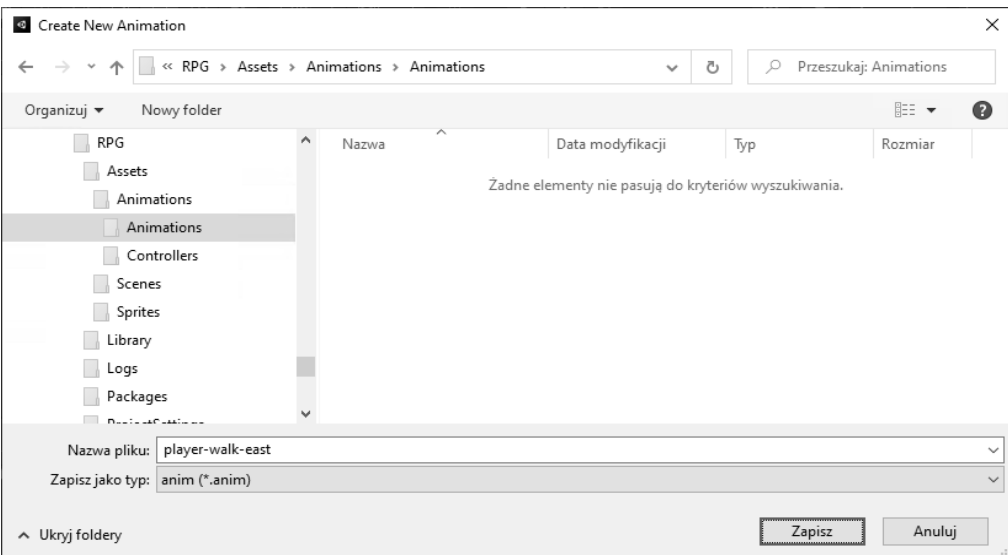 Create New Animation
« RPG › Assets › Animations › Animations
Przeszukaj: Animations
Organizuj Nowy folder
RPG
Assets
Animations
Animations
Controllers
Scenes
Sprites
Library
Logs
Packages
Nazwa Data modyfikacji Typ Rozmiar
Żadne elementy nie pasują do kryteriów wyszukiwania.
Nazwa pliku: player-walk-east
Zapisz jako typ: anim (*.anim)
Ukryj foldery
Zapisz Anuluj